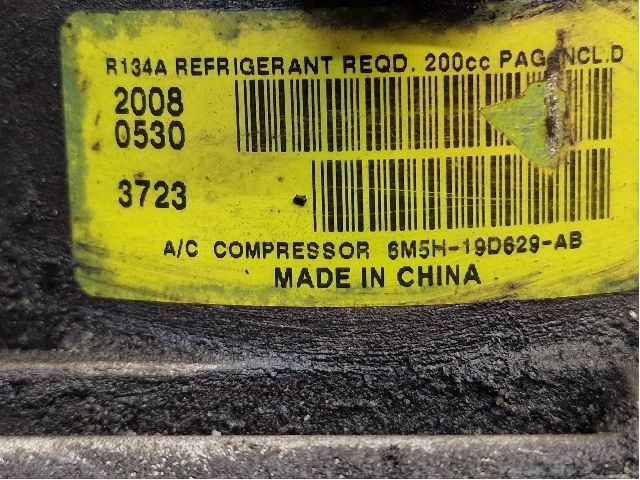 R134A REFRIGERANT REQD. 200cc PAG INCL.D
2008
0530
3723
A/C COMPRESSOR 6M5H-19D629-AB
MADE IN CHINA